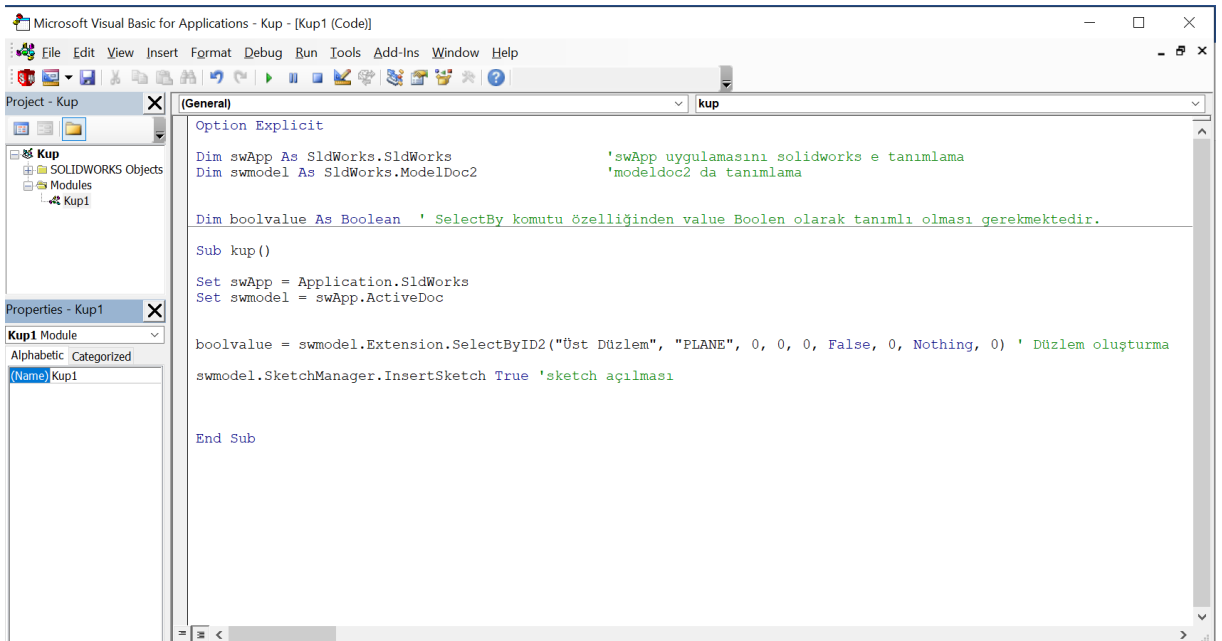 Microsoft Visual Basic for Applications - Kup - [Kup1 (Code)]
File Edit View Insert Format Debug Run Tools Add-Ins Window Help
Project - Kup
Kup
SOLIDWORKS Objects
Modules
Kup1
Properties - Kup1
Kup1 Module
Alphabetic Categorized
(Name) Kup1
(General) kup
Option Explicit
Dim swApp As SldWorks.SldWorks 'swApp uygulamasını solidworks e tanımlama
Dim swmodel As SldWorks.ModelDoc2 'modeldoc2 da tanımlama
Dim boolvalue As Boolean ' SelectBy komutu özelliğinden value Boolen olarak tanımlı olması gerekmektedir.
Sub kup()
Set swApp = Application.SldWorks
Set swmodel = swApp.ActiveDoc
boolvalue = swmodel.Extension.SelectByID2("Üst Düzlem", "PLANE", 0, 0, 0, False, 0, Nothing, 0) ' Düzlem oluşturma
swmodel.SketchManager.InsertSketch True 'sketch açılması
End Sub